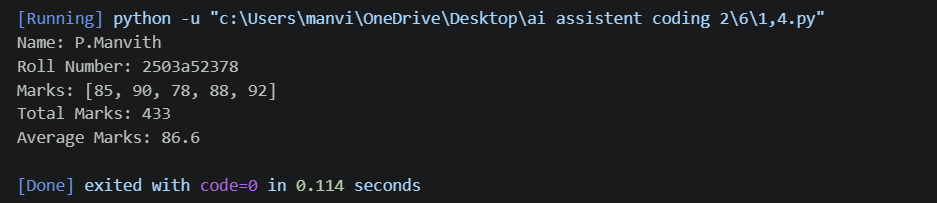 [Running] python -u "c:\Users\manvi\OneDrive\Desktop\ai assistent coding 2\6\1,4.py"
Name: P.Manvith
Roll Number: 2503a52378
Marks: [85, 90, 78, 88, 92]
Total Marks: 433
Average Marks: 86.6
[Done] exited with code=0 in 0.114 seconds